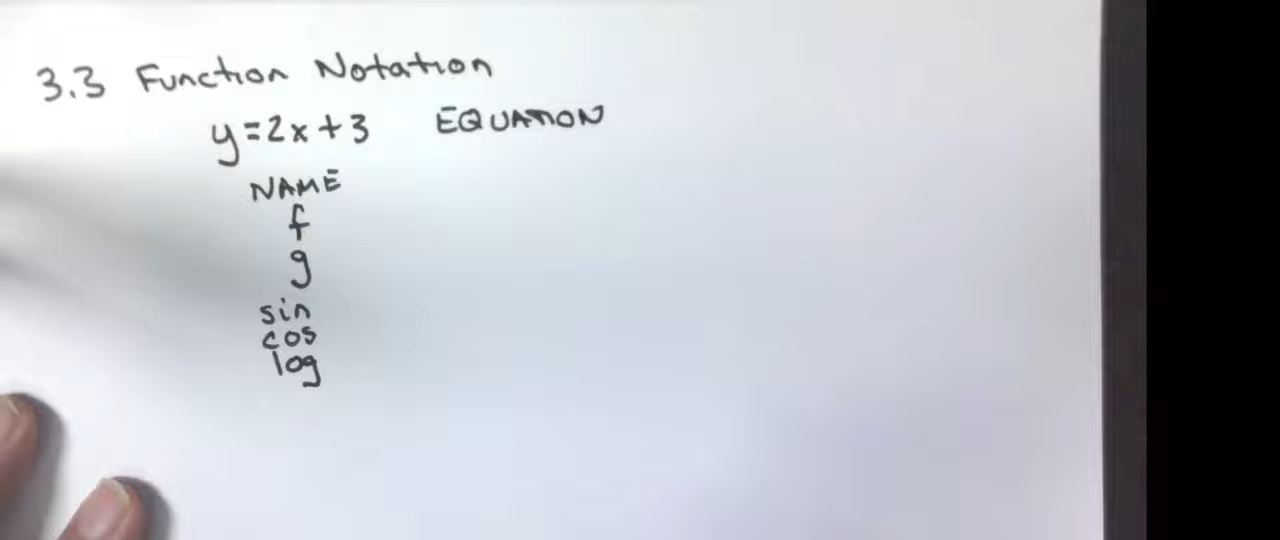 3.3 Function Notation
y=2x+3 EQUATION
NAME
f
g
sin
cos
log